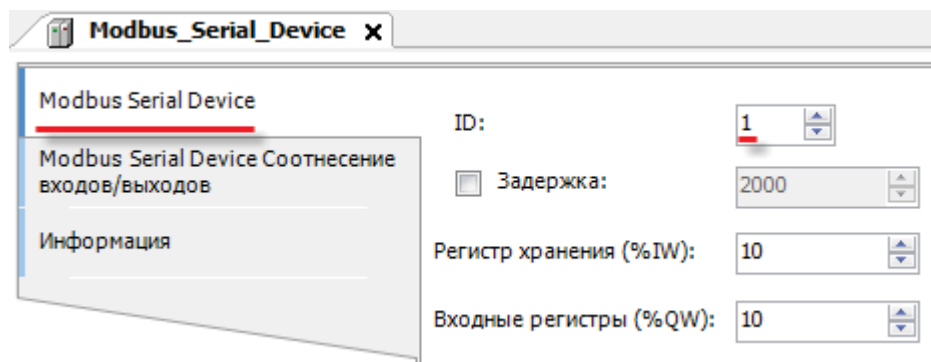 Modbus_Serial_Device x
Modbus Serial Device
ID: 1
Modbus Serial Device Соотнесение
входов/выходов
Задержка: 2000
Информация
Регистр хранения (%IW): 10
Входные регистры (%QW): 10